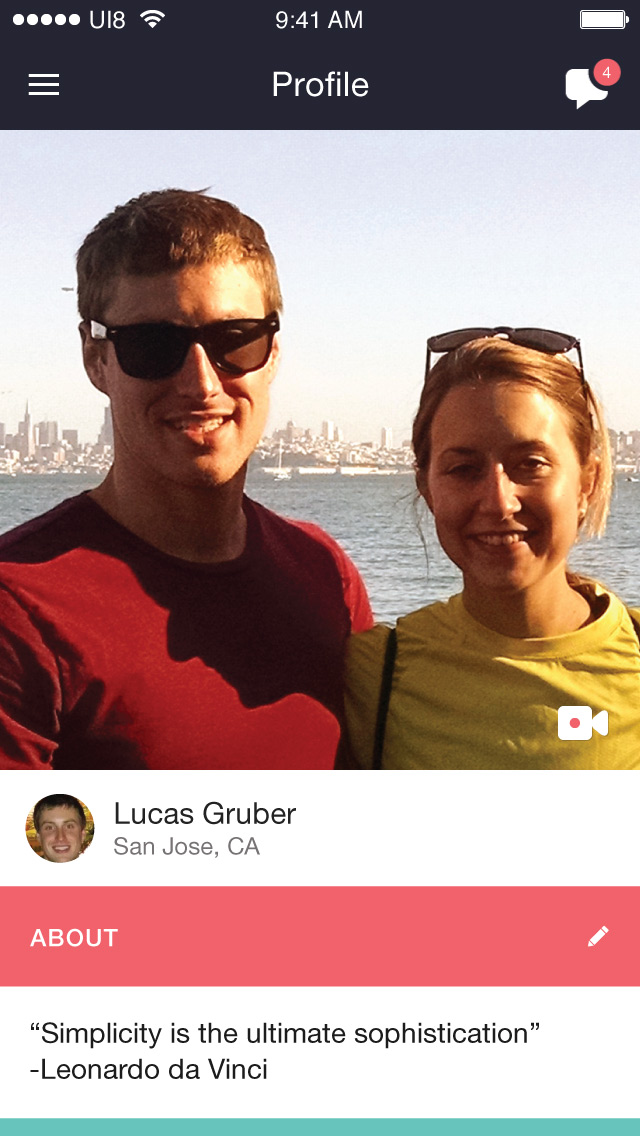 UI8 9:41 AM
Profile
4
Lucas Gruber
San Jose, CA
ABOUT
“Simplicity is the ultimate sophistication”
-Leonardo da Vinci